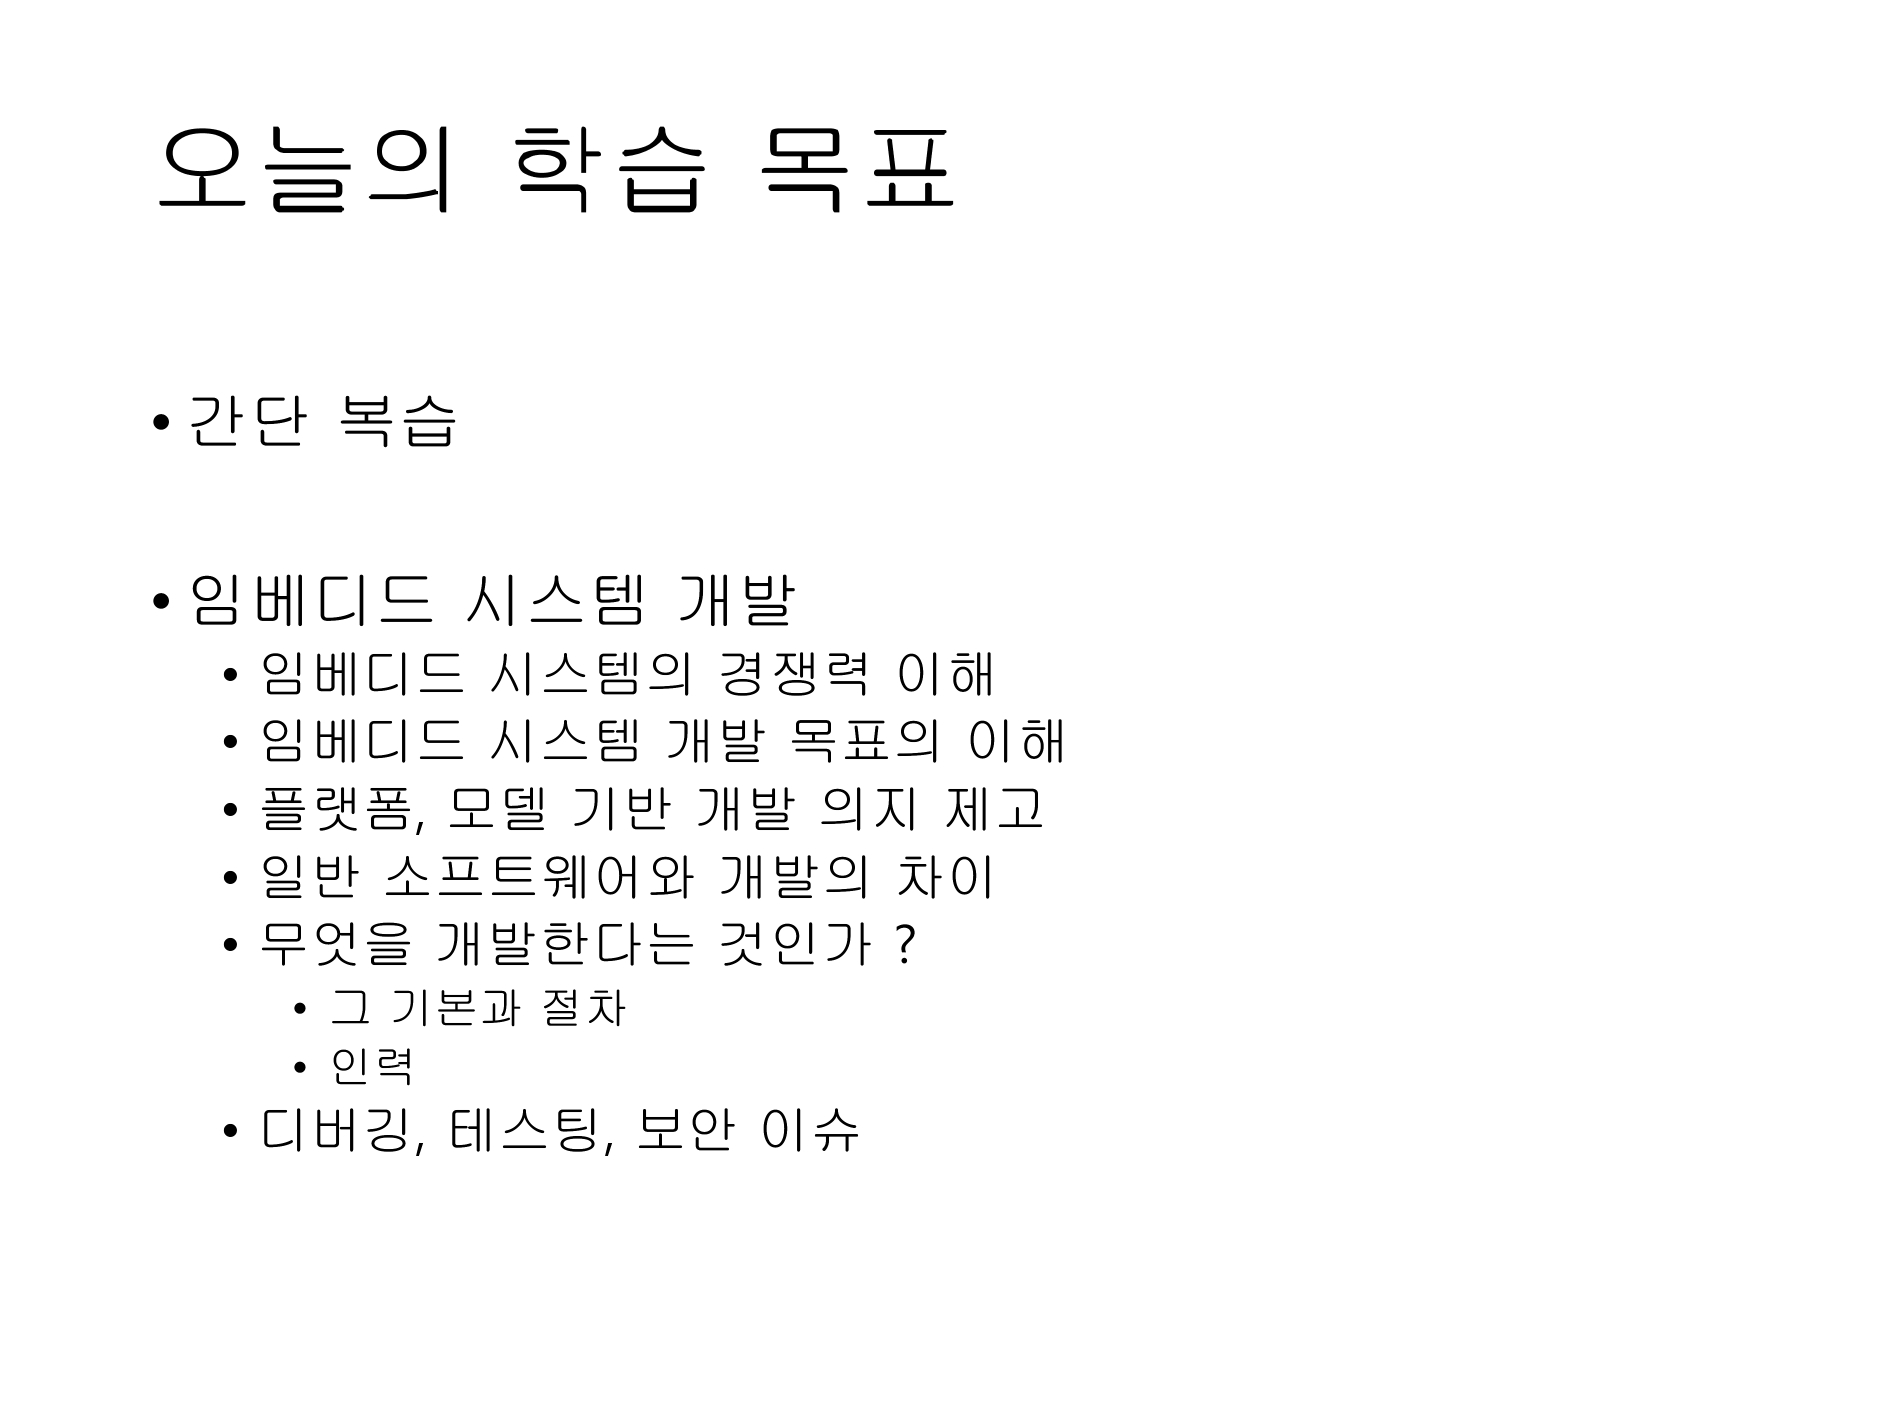 오늘의 학습 목표
• 간단 복습
• 임베디드 시스템 개발
• 임베디드 시스템의 경쟁력 이해
• 임베디드 시스템 개발 목표의 이해
• 플랫폼, 모델 기반 개발 의지 제고
• 일반 소프트웨어와 개발의 차이
• 무엇을 개발한다는 것인가 ?
• 그 기본과 절차
• 인력
• 디버깅, 테스팅, 보안 이슈